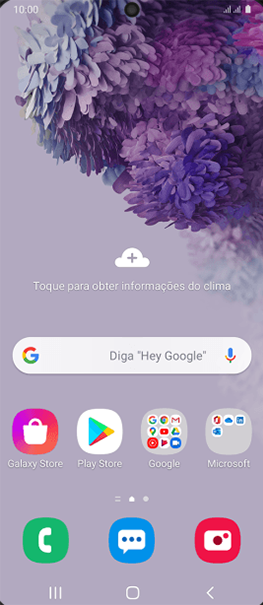 10:00
Toque para obter informações do clima
Diga "Hey Google"
Galaxy Store
Play Store
Google
Microsoft